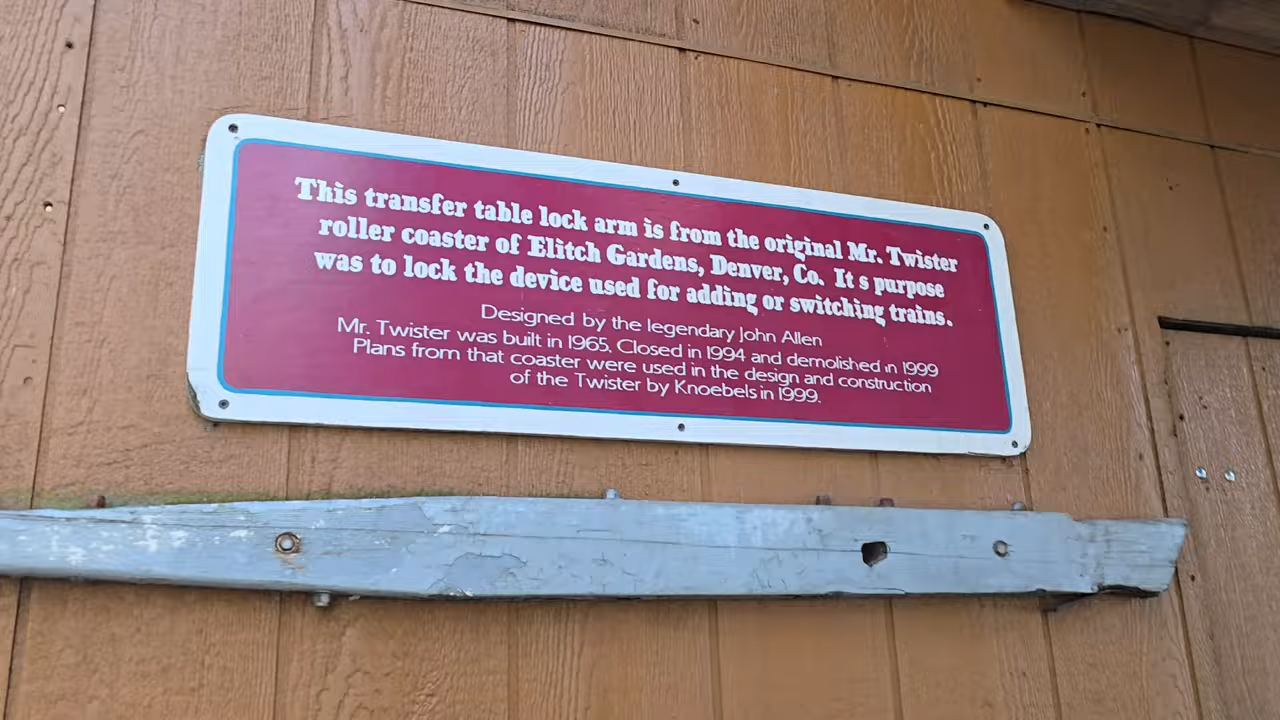 This transfer table lock arm is from the original Mr. Twister
roller coaster of Elitch Gardens, Denver, Co. It s purpose
was to lock the device used for adding or switching trains.
Designed by the legendary John Allen
Mr. Twister was built in 1965. Closed in 1994 and demolished in 1999
Plans from that coaster were used in the design and construction
of the Twister by Knoebels in 1999.